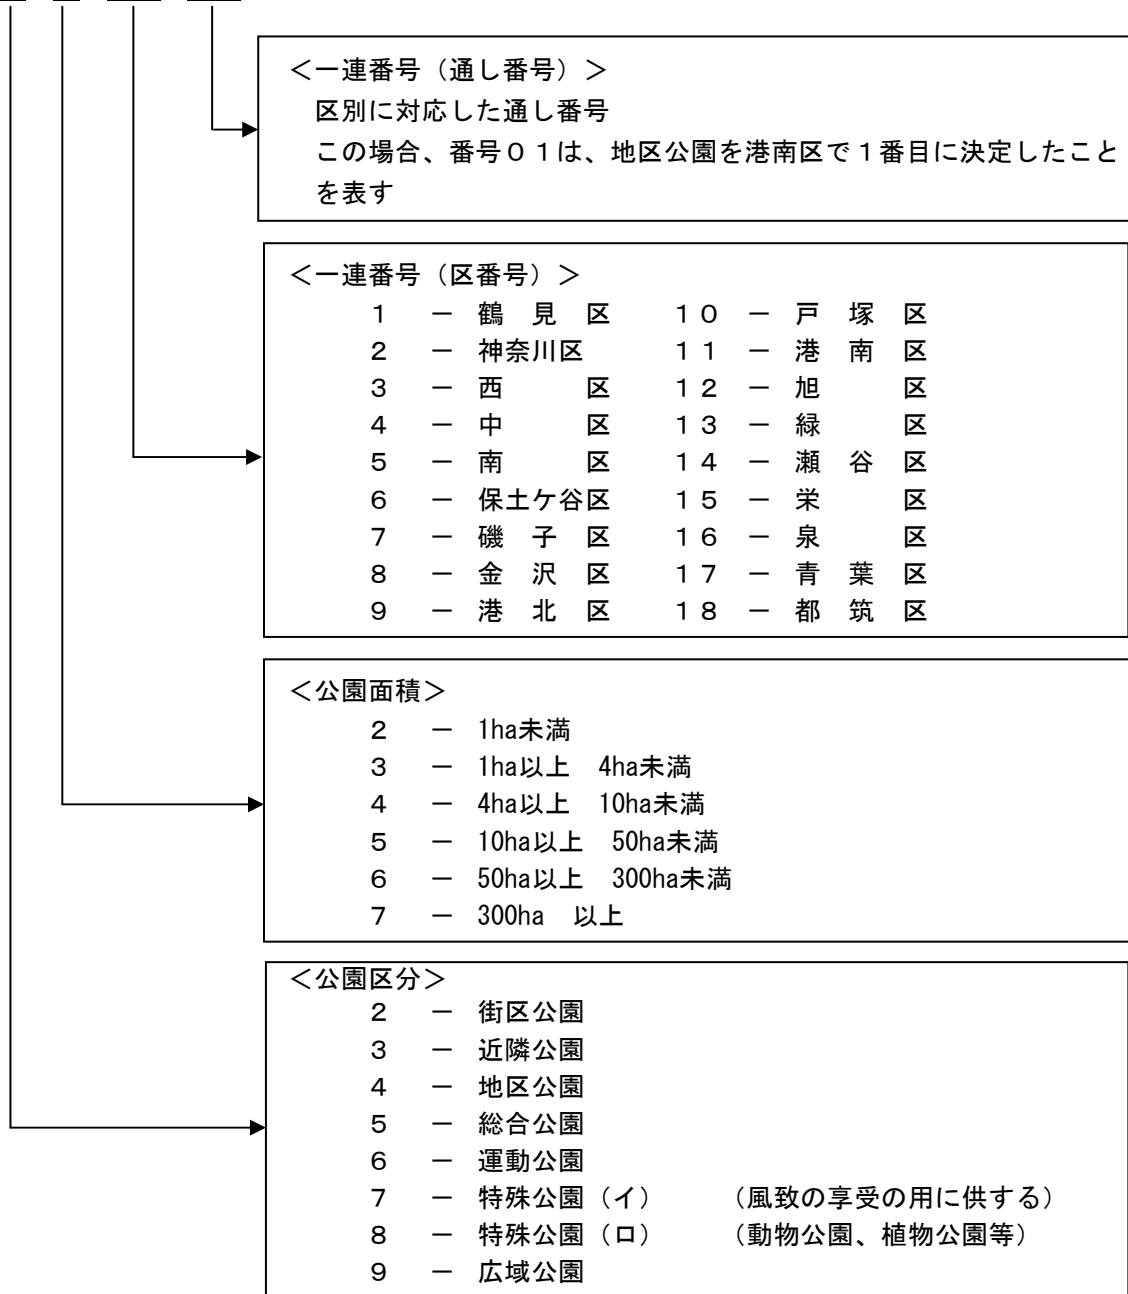 ＜一連番号（通し番号）＞
区別に対応した通し番号
この場合、番号０１は、地区公園を港南区で１番目に決定したこと
を表す
＜一連番号（区番号）＞
１ － 鶴 見 区 １０ － 戸 塚 区
２ － 神奈川区 １１ － 港 南 区
３ － 西 区 １２ － 旭 区
４ － 中 区 １３ － 緑 区
５ － 南 区 １４ － 瀬 谷 区
６ － 保土ケ谷区 １５ － 栄 区
７ － 磯 子 区 １６ － 泉 区
８ － 金 沢 区 １７ － 青 葉 区
９ － 港 北 区 １８ － 都 筑 区
＜公園面積＞
２ － 1ha未満
３ － 1ha以上 4ha未満
４ － 4ha以上 10ha未満
５ － 10ha以上 50ha未満
６ － 50ha以上 300ha未満
７ － 300ha 以上
＜公園区分＞
２ － 街区公園
３ － 近隣公園
４ － 地区公園
５ － 総合公園
６ － 運動公園
７ － 特殊公園（イ） （風致の享受の用に供する）
８ － 特殊公園（ロ） （動物公園、植物公園等）
９ － 広域公園